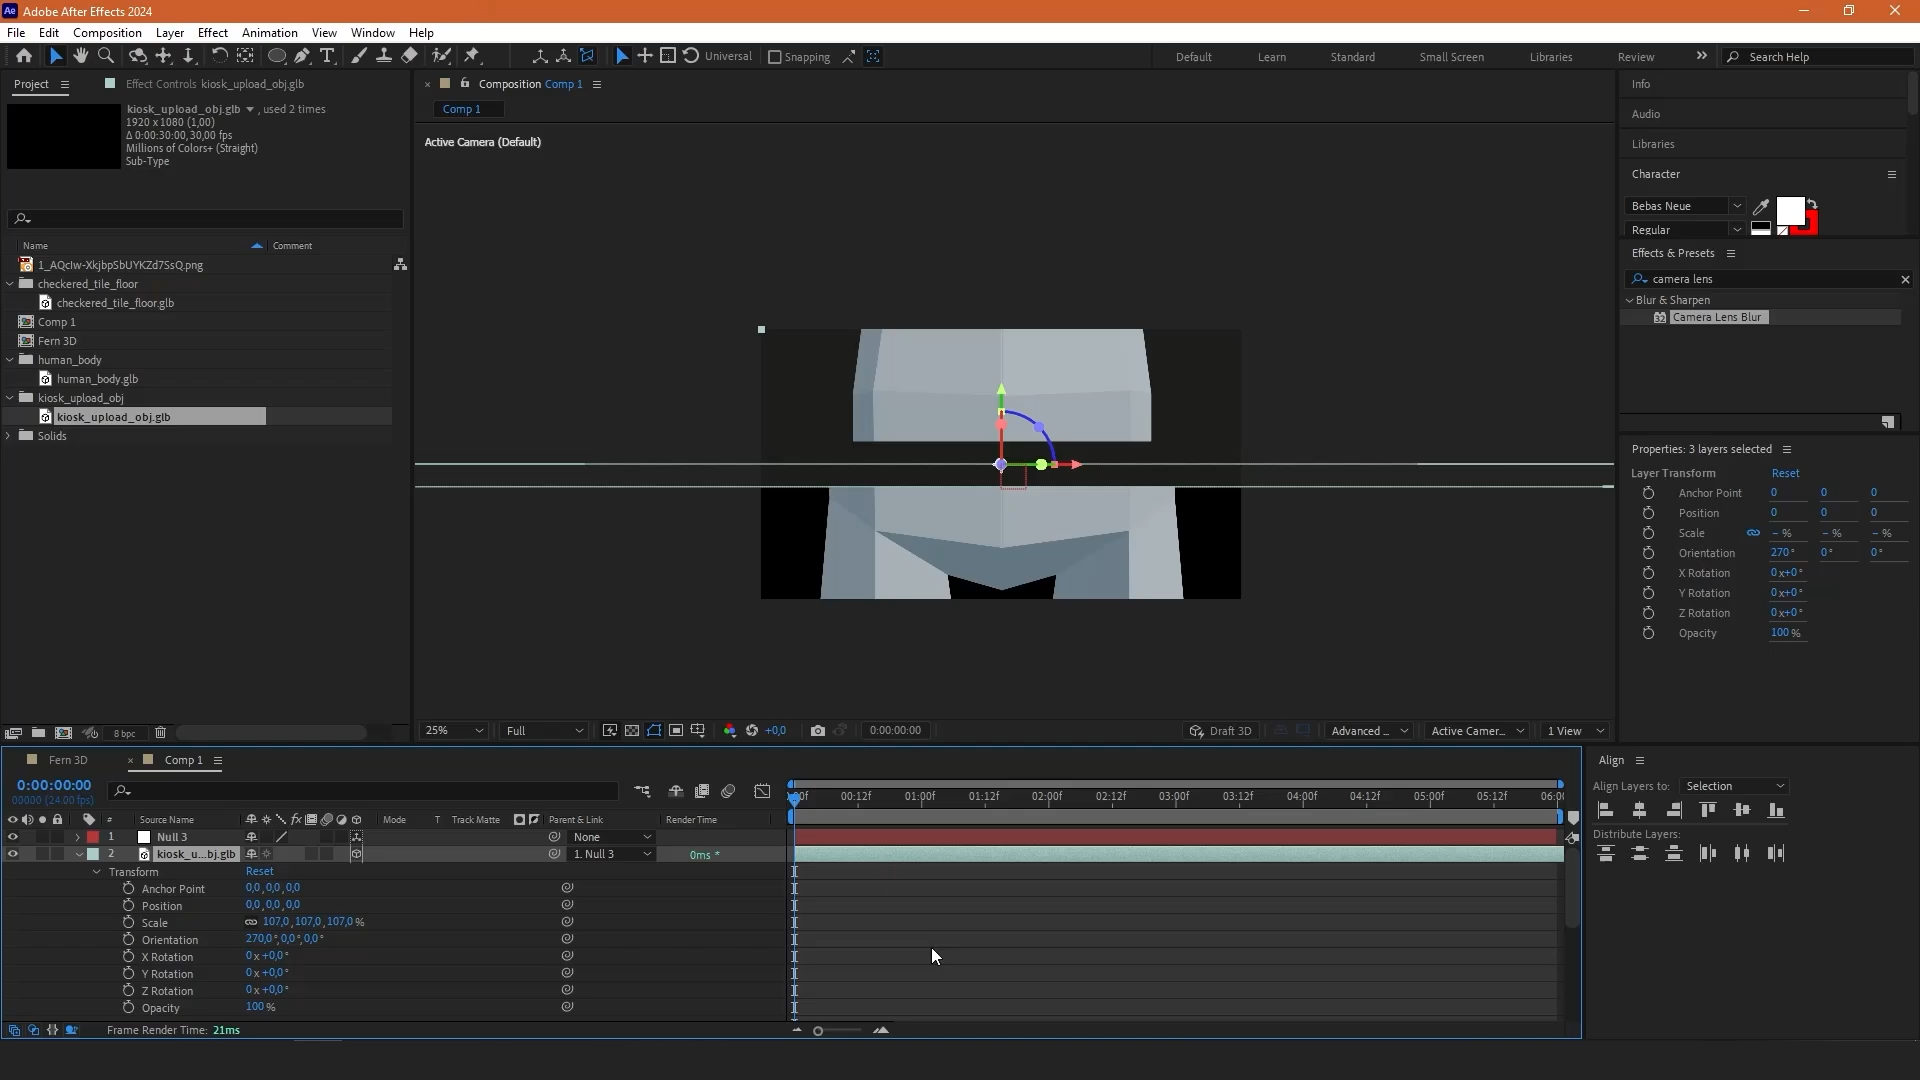 Ae Adobe After Effects 2024
File Edit Composition Layer Effect Animation View Window Help
Universal Snapping Default Learn Standard Small Screen Libraries Review Search Help
Project Effect Controls kiosk_upload_obj.glb
kiosk_upload_obj.glb , used 2 times
1920 x 1080 (1,00)
Δ 0:00:30:00, 30,00 fps
Millions of Colors+ (Straight)
Sub-Type
Name Comment
1_AQcIw-XkjbpSbUYKZd7SsQ.png
checkered_tile_floor
checkered_tile_floor.glb
Comp 1
Fern 3D
human_body
human_body.glb
kiosk_upload_obj
kiosk_upload_obj.glb
Solids
8 bpc
Composition Comp 1
Comp 1
Active Camera (Default)
25% Full +0,0 0:00:00:00 Draft 3D Advanced ... Active Camer... 1 View
Info
Audio
Libraries
Character
Bebas Neue
Regular
Effects & Presets
camera lens
Blur & Sharpen
32 Camera Lens Blur
Properties: 3 layers selected
Layer Transform Reset
Anchor Point 0 0 0
Position 0 0 0
Scale – % – % – %
Orientation 270° 0° 0°
X Rotation 0x+0°
Y Rotation 0x+0°
Z Rotation 0x+0°
Opacity 100 %
Fern 3D Comp 1
0:00:00:00
00000 (24.00 fps)
00f 00:12f 01:00f 01:12f 02:00f 02:12f 03:00f 03:12f 04:00f 04:12f 05:00f 05:12f 06:0
# Source Name fx Mode T Track Matte Parent & Link Render Time
1 Null 3 None
2 kiosk_u...bj.glb 1. Null 3 0ms *
Transform Reset
Anchor Point 0,0,0,0,0,0
Position 0,0,0,0,0,0
Scale 107,0,107,0,107,0 %
Orientation 270,0°,0,0°,0,0°
X Rotation 0 x +0,0°
Y Rotation 0 x +0,0°
Z Rotation 0 x +0,0°
Opacity 100 %
Frame Render Time: 21ms
Align
Align Layers to: Selection
Distribute Layers: